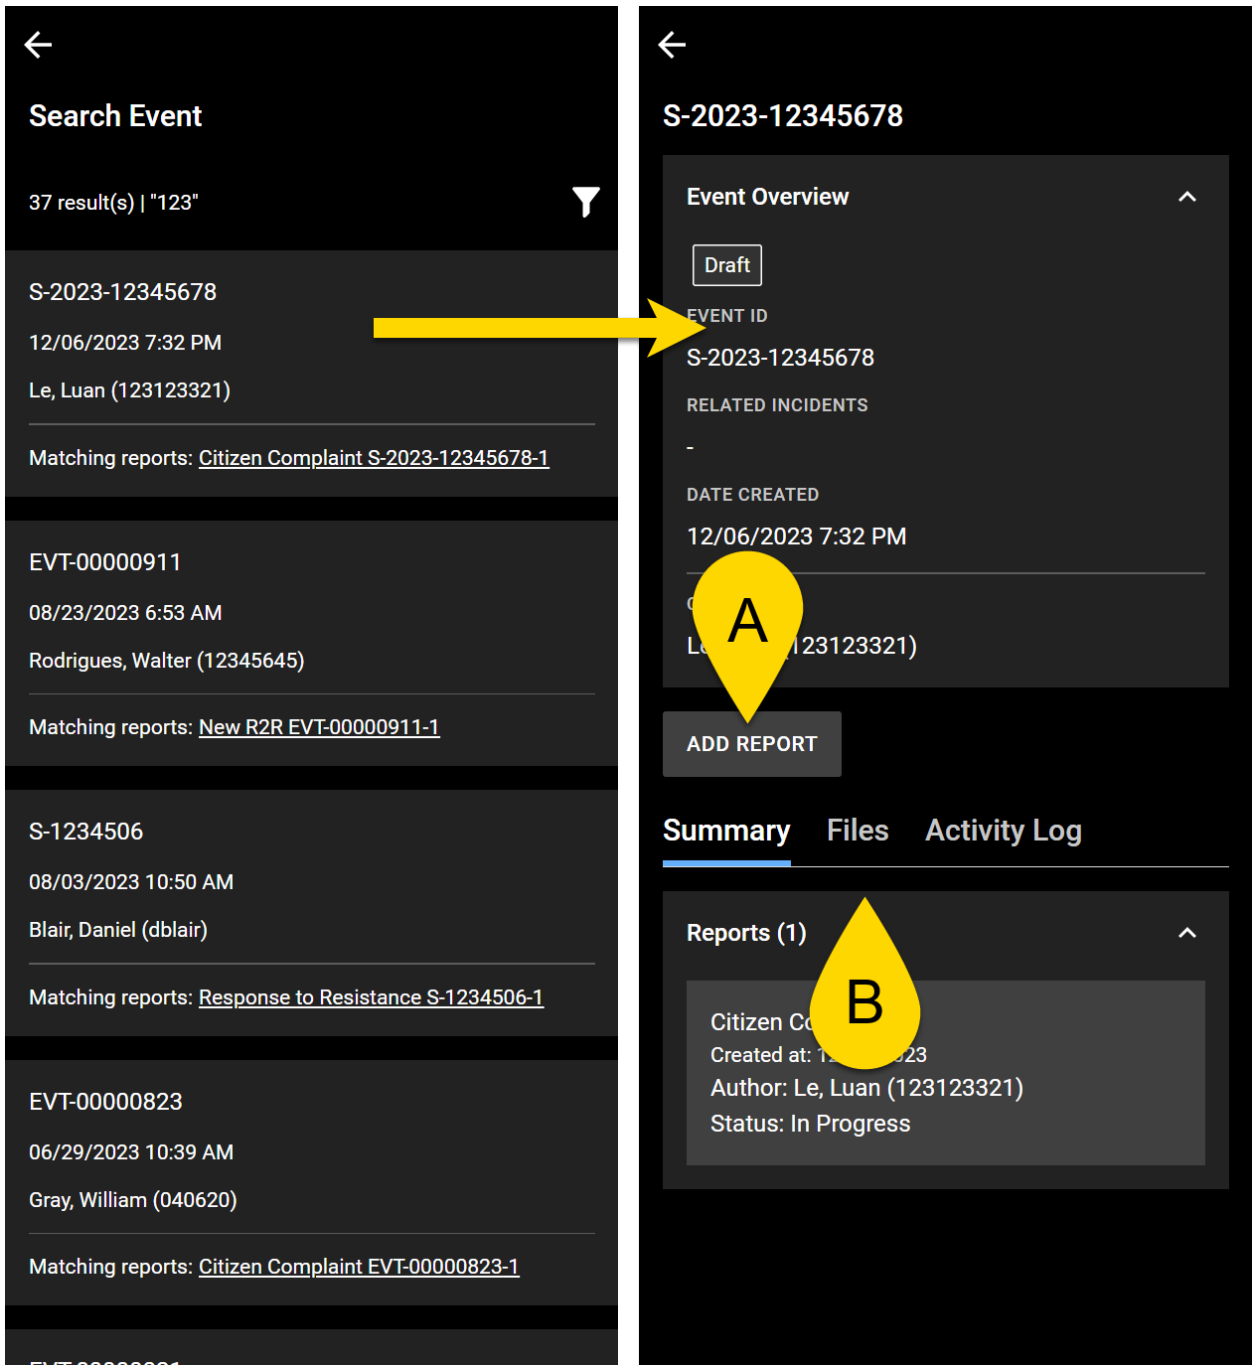 Search Event
37 result(s) | "123"
S-2023-12345678
12/06/2023 7:32 PM
Le, Luan (123123321)
Matching reports: Citizen Complaint S-2023-12345678-1
EVT-00000911
08/23/2023 6:53 AM
Rodrigues, Walter (12345645)
Matching reports: New R2R EVT-00000911-1
S-1234506
08/03/2023 10:50 AM
Blair, Daniel (dblair)
Matching reports: Response to Resistance S-1234506-1
EVT-00000823
06/29/2023 10:39 AM
Gray, William (040620)
Matching reports: Citizen Complaint EVT-00000823-1
S-2023-12345678
Event Overview
Draft
EVENT ID
S-2023-12345678
RELATED INCIDENTS
-
DATE CREATED
12/06/2023 7:32 PM
A
123123321)
ADD REPORT
Summary Files Activity Log
Reports (1)
B
Citizen
Created at:
Author: Le, Luan (123123321)
Status: In Progress